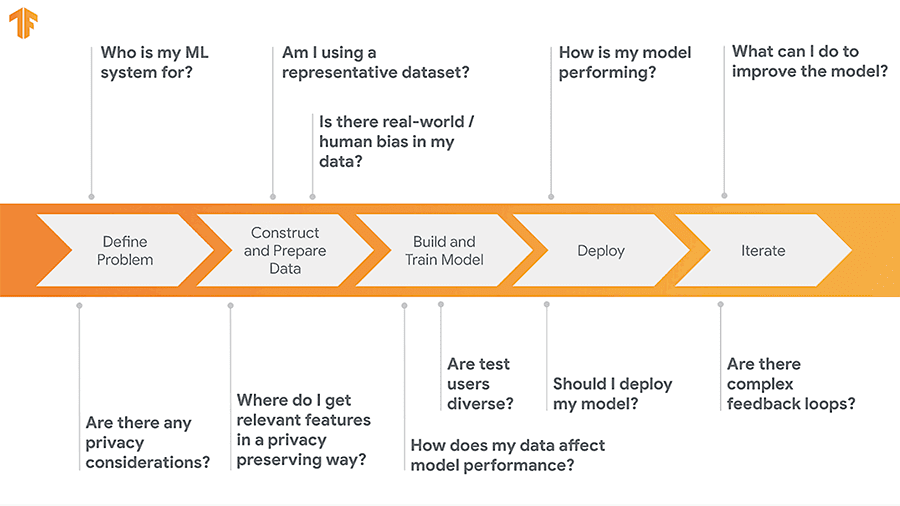 Who is my ML
system for?
Am I using a
representative dataset?
Is there real-world /
human bias in my
data?
How is my model
performing?
What can I do to
improve the model?
Define
Problem
Construct
and Prepare
Data
Build and
Train Model
Deploy
Iterate
Are there any
privacy
considerations?
Where do I get
relevant features
in a privacy
preserving way?
How does my data affect
model performance?
Are test
users
diverse?
Should I deploy
my model?
Are there
complex
feedback loops?